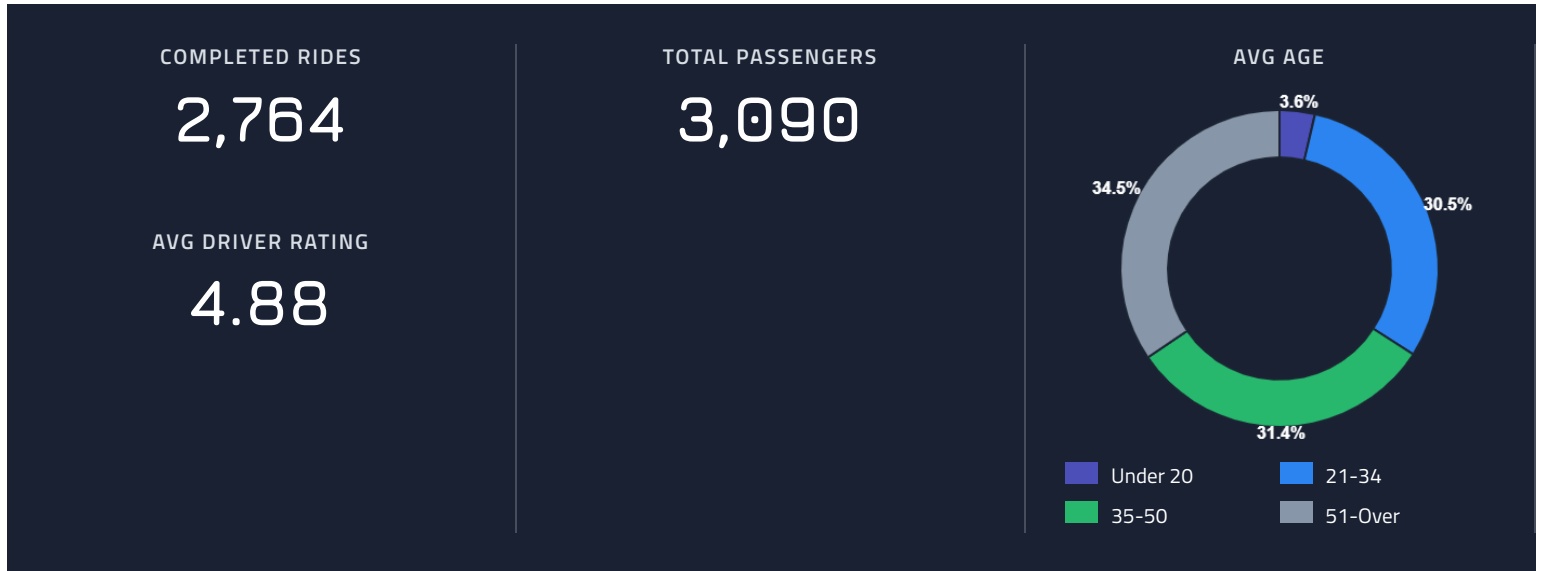 COMPLETED RIDES
2,764
AVG DRIVER RATING
4.88
TOTAL PASSENGERS
3,090
AVG AGE
3.6%
34.5%
30.5%
31.4%
Under 20
21-34
35-50
51-Over